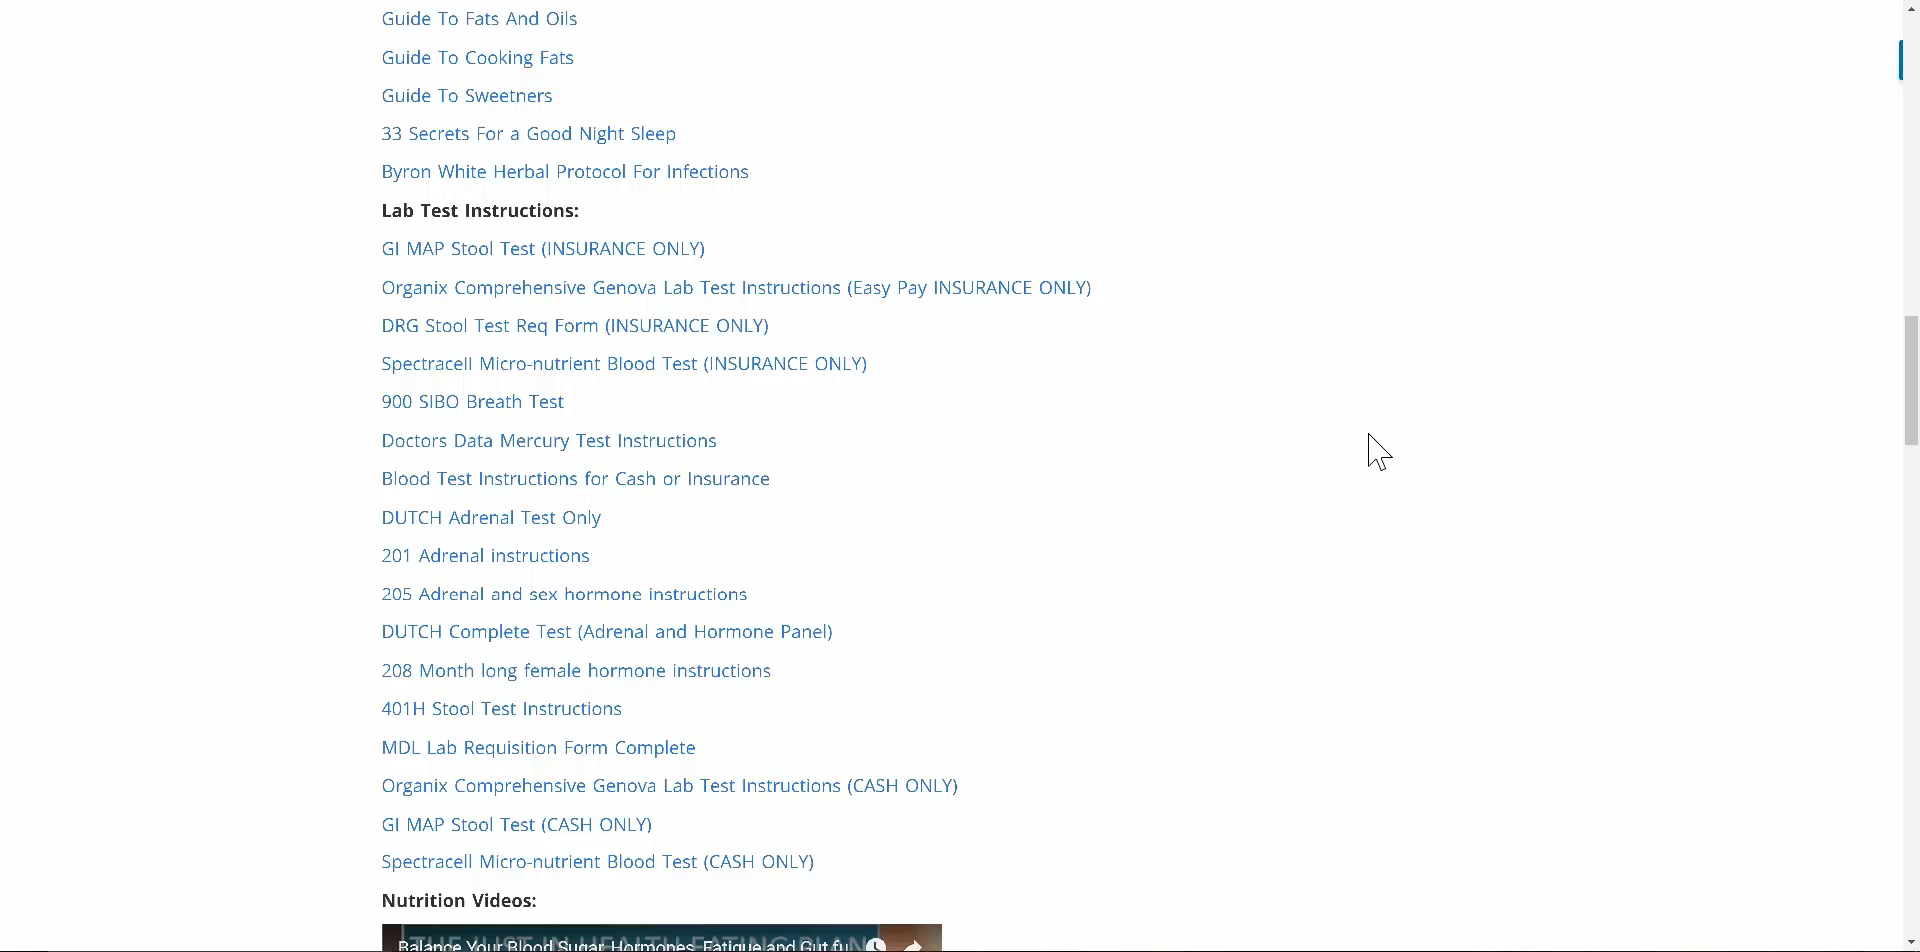 Guide To Fats And Oils
Guide To Cooking Fats
Guide To Sweetners
33 Secrets For a Good Night Sleep
Byron White Herbal Protocol For Infections
Lab Test Instructions:
GI MAP Stool Test (INSURANCE ONLY)
Organix Comprehensive Genova Lab Test Instructions (Easy Pay INSURANCE ONLY)
DRG Stool Test Req Form (INSURANCE ONLY)
Spectracell Micro-nutrient Blood Test (INSURANCE ONLY)
900 SIBO Breath Test
Doctors Data Mercury Test Instructions
Blood Test Instructions for Cash or Insurance
DUTCH Adrenal Test Only
201 Adrenal instructions
205 Adrenal and sex hormone instructions
DUTCH Complete Test (Adrenal and Hormone Panel)
208 Month long female hormone instructions
401H Stool Test Instructions
MDL Lab Requisition Form Complete
Organix Comprehensive Genova Lab Test Instructions (CASH ONLY)
GI MAP Stool Test (CASH ONLY)
Spectracell Micro-nutrient Blood Test (CASH ONLY)
Nutrition Videos:
Balance Your Blood Sugar, Hormones, Fatigue and Gut fu
THE JUST IN HEALTH EATING PLAN